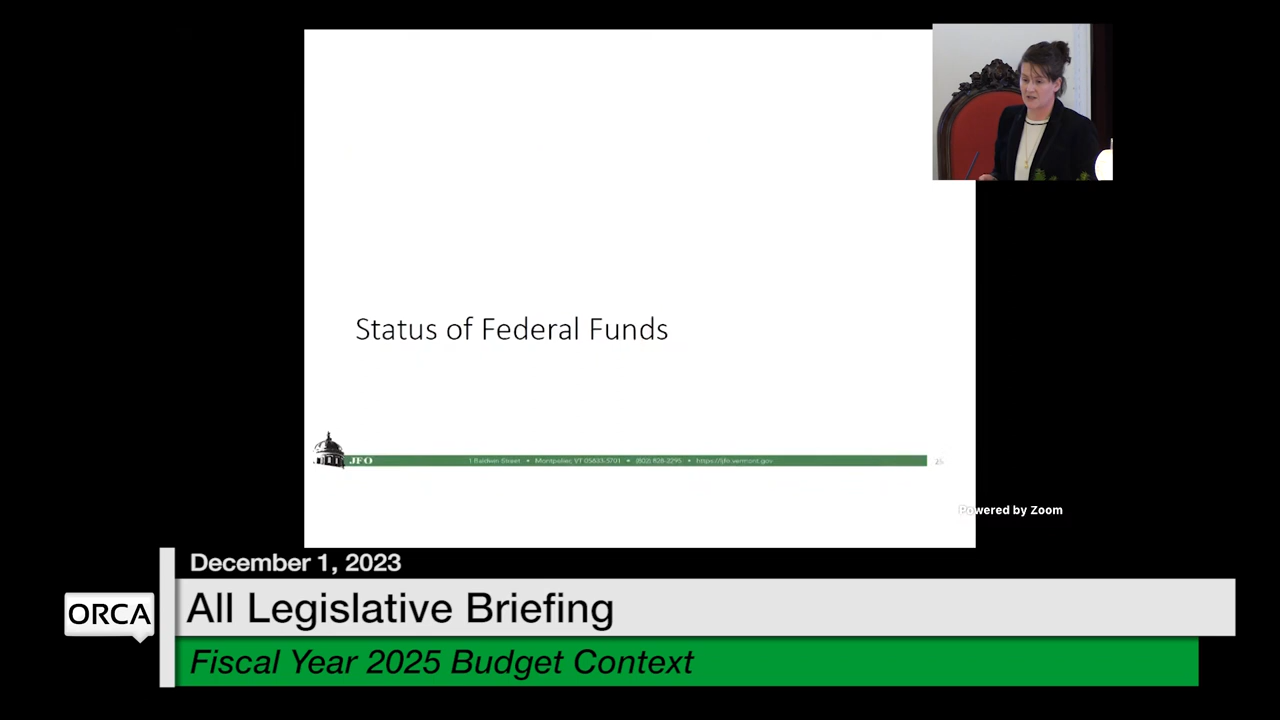 Status of Federal Funds
JFO
1 Baldwin Street • Montpelier, VT 05633-5701 • (802) 828-2295 • https://ljfo.vermont.gov
Powered by Zoom
December 1, 2023
ORCA
All Legislative Briefing
Fiscal Year 2025 Budget Context